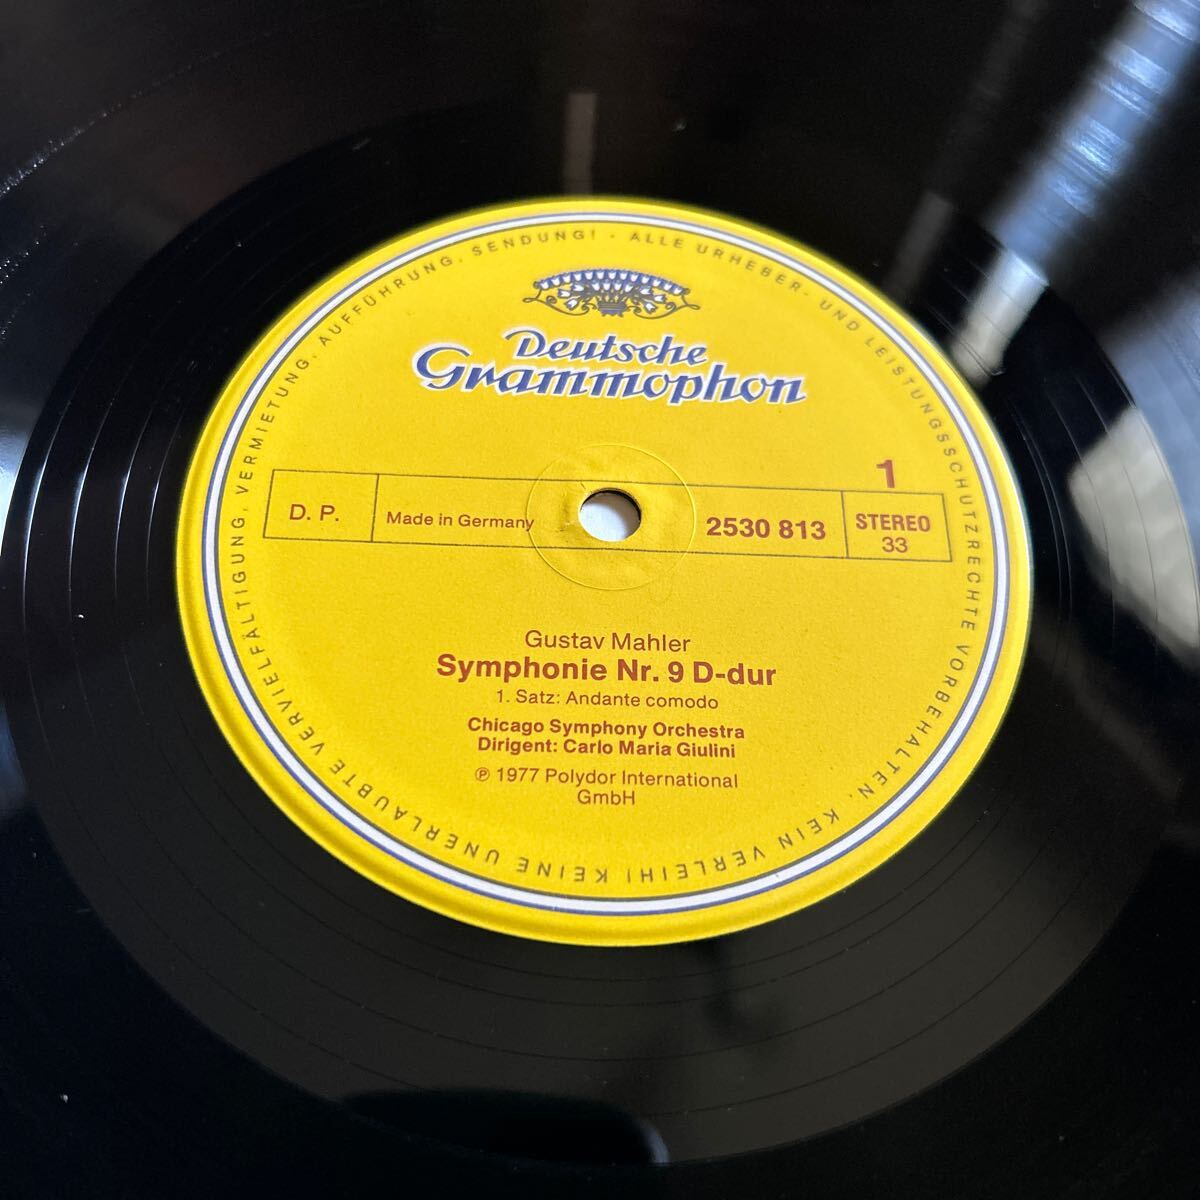 Deutsche
Grammophon
1
D. P.
Made in Germany
2530 813
STEREO
33
Gustav Mahler
Symphonie Nr. 9 D-dur
1. Satz: Andante comodo
Chicago Symphony Orchestra
Dirigent: Carlo Maria Giulini
℗ 1977 Polydor International
GmbH
ALLE URHEBER- UND LEISTUNGSSCHUTZRECHTE VORBEHALTEN. KEIN VERLEIH! KEINE UNERLAUBTE VERVIELFÄLTIGUNG, VERMIETUNG, AUFFÜHRUNG, SENDUNG! -